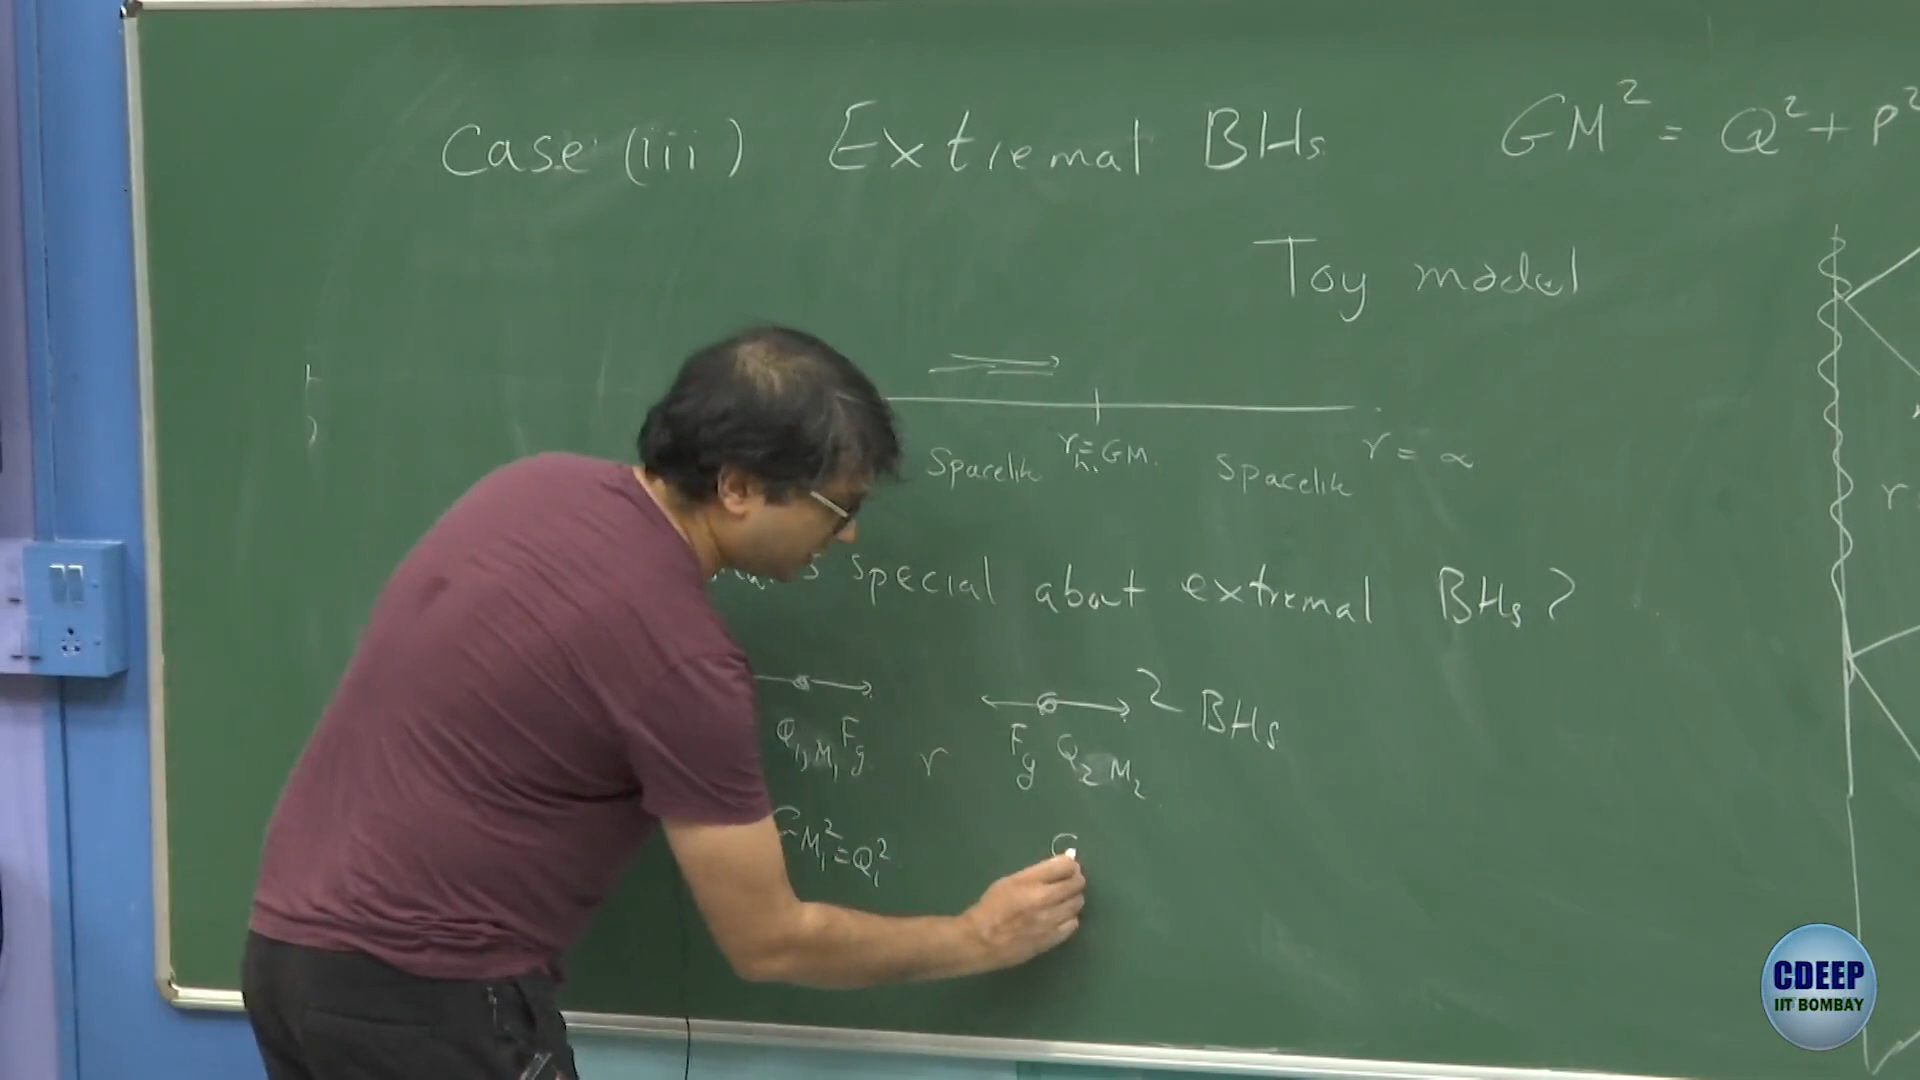 Case (iii) Extremal BHs GM² = Q² + P²
Toy model
Spacelik r_h = GM. Spacelik r = ∞
special about extremal BHs?
2 BHs
Q₁, M₁ F_g r F_g Q₂ M₂
GM₁² = Q₁² G
r
CDEEP
IIT BOMBAY